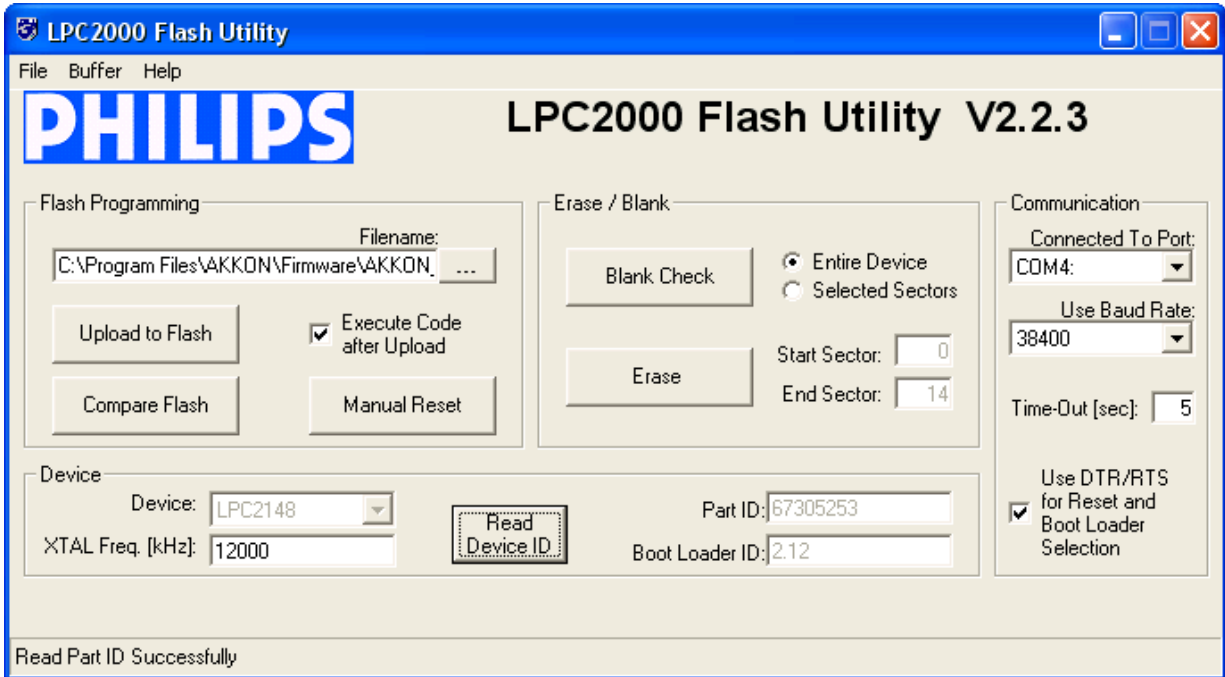 LPC2000 Flash Utility
File Buffer Help
PHILIPS
LPC2000 Flash Utility V2.2.3
Flash Programming
Filename:
C:\Program Files\AKKON\Firmware\AKKON_
...
Upload to Flash
Execute Code
after Upload
Compare Flash
Manual Reset
Erase / Blank
Blank Check
Entire Device
Selected Sectors
Erase
Start Sector: 0
End Sector: 14
Communication
Connected To Port:
COM4:
Use Baud Rate:
38400
Time-Out [sec]: 5
Use DTR/RTS
for Reset and
Boot Loader
Selection
Device
Device: LPC2148
XTAL Freq. [kHz]: 12000
Read
Device ID
Part ID: 67305253
Boot Loader ID: 2.12
Read Part ID Successfully